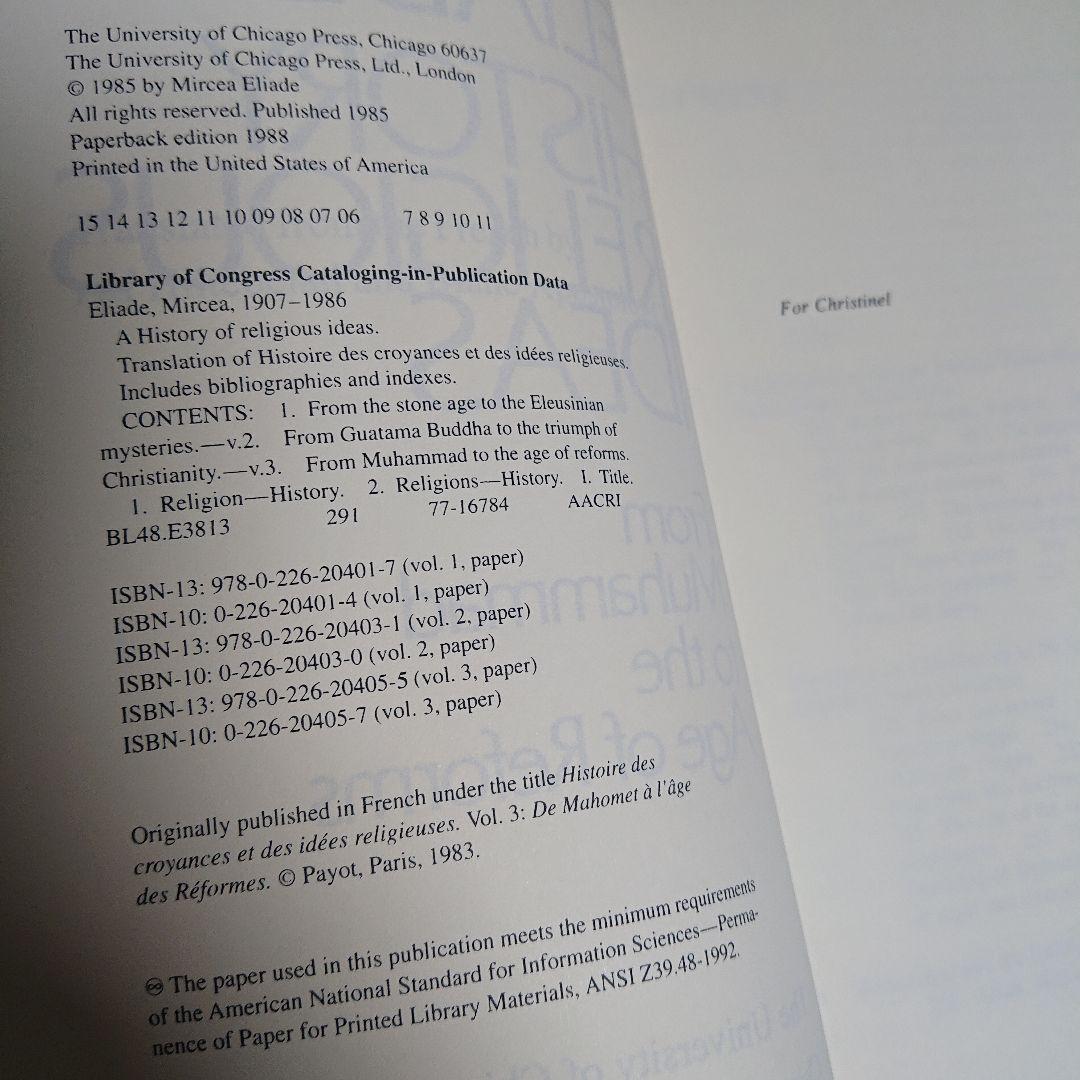 The University of Chicago Press, Chicago 60637
The University of Chicago Press, Ltd., London
© 1985 by Mircea Eliade
All rights reserved. Published 1985
Paperback edition 1988
Printed in the United States of America
15 14 13 12 11 10 09 08 07 06 7 8 9 10 11
Library of Congress Cataloging-in-Publication Data
Eliade, Mircea, 1907–1986
A History of religious ideas.
Translation of Histoire des croyances et des idées religieuses.
Includes bibliographies and indexes.
CONTENTS: 1. From the stone age to the Eleusinian
mysteries.—v.2. From Guatama Buddha to the triumph of
Christianity.—v.3. From Muhammad to the age of reforms.
1. Religion—History. 2. Religions—History. I. Title.
BL48.E3813 291 77-16784 AACRI
ISBN-13: 978-0-226-20401-7 (vol. 1, paper)
ISBN-10: 0-226-20401-4 (vol. 1, paper)
ISBN-13: 978-0-226-20403-1 (vol. 2, paper)
ISBN-10: 0-226-20403-0 (vol. 2, paper)
ISBN-13: 978-0-226-20405-5 (vol. 3, paper)
ISBN-10: 0-226-20405-7 (vol. 3, paper)
Originally published in French under the title Histoire des
croyances et des idées religieuses. Vol. 3: De Mahomet à l'âge
des Réformes. © Payot, Paris, 1983.
♾ The paper used in this publication meets the minimum requirements
of the American National Standard for Information Sciences—Perma-
nence of Paper for Printed Library Materials, ANSI Z39.48-1992.
For Christinel